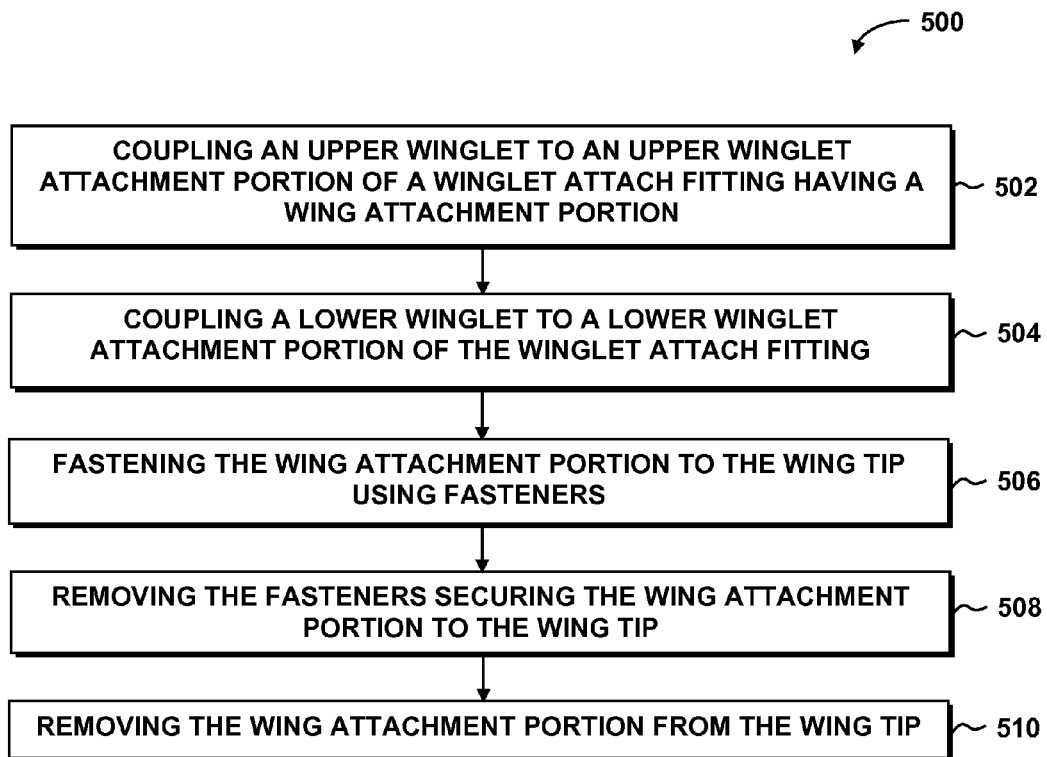 500
COUPLING AN UPPER WINGLET TO AN UPPER WINGLET
ATTACHMENT PORTION OF A WINGLET ATTACH FITTING HAVING A
WING ATTACHMENT PORTION
502
COUPLING A LOWER WINGLET TO A LOWER WINGLET
ATTACHMENT PORTION OF THE WINGLET ATTACH FITTING
504
FASTENING THE WING ATTACHMENT PORTION TO THE WING TIP
USING FASTENERS
506
REMOVING THE FASTENERS SECURING THE WING ATTACHMENT
PORTION TO THE WING TIP
508
REMOVING THE WING ATTACHMENT PORTION FROM THE WING TIP
510